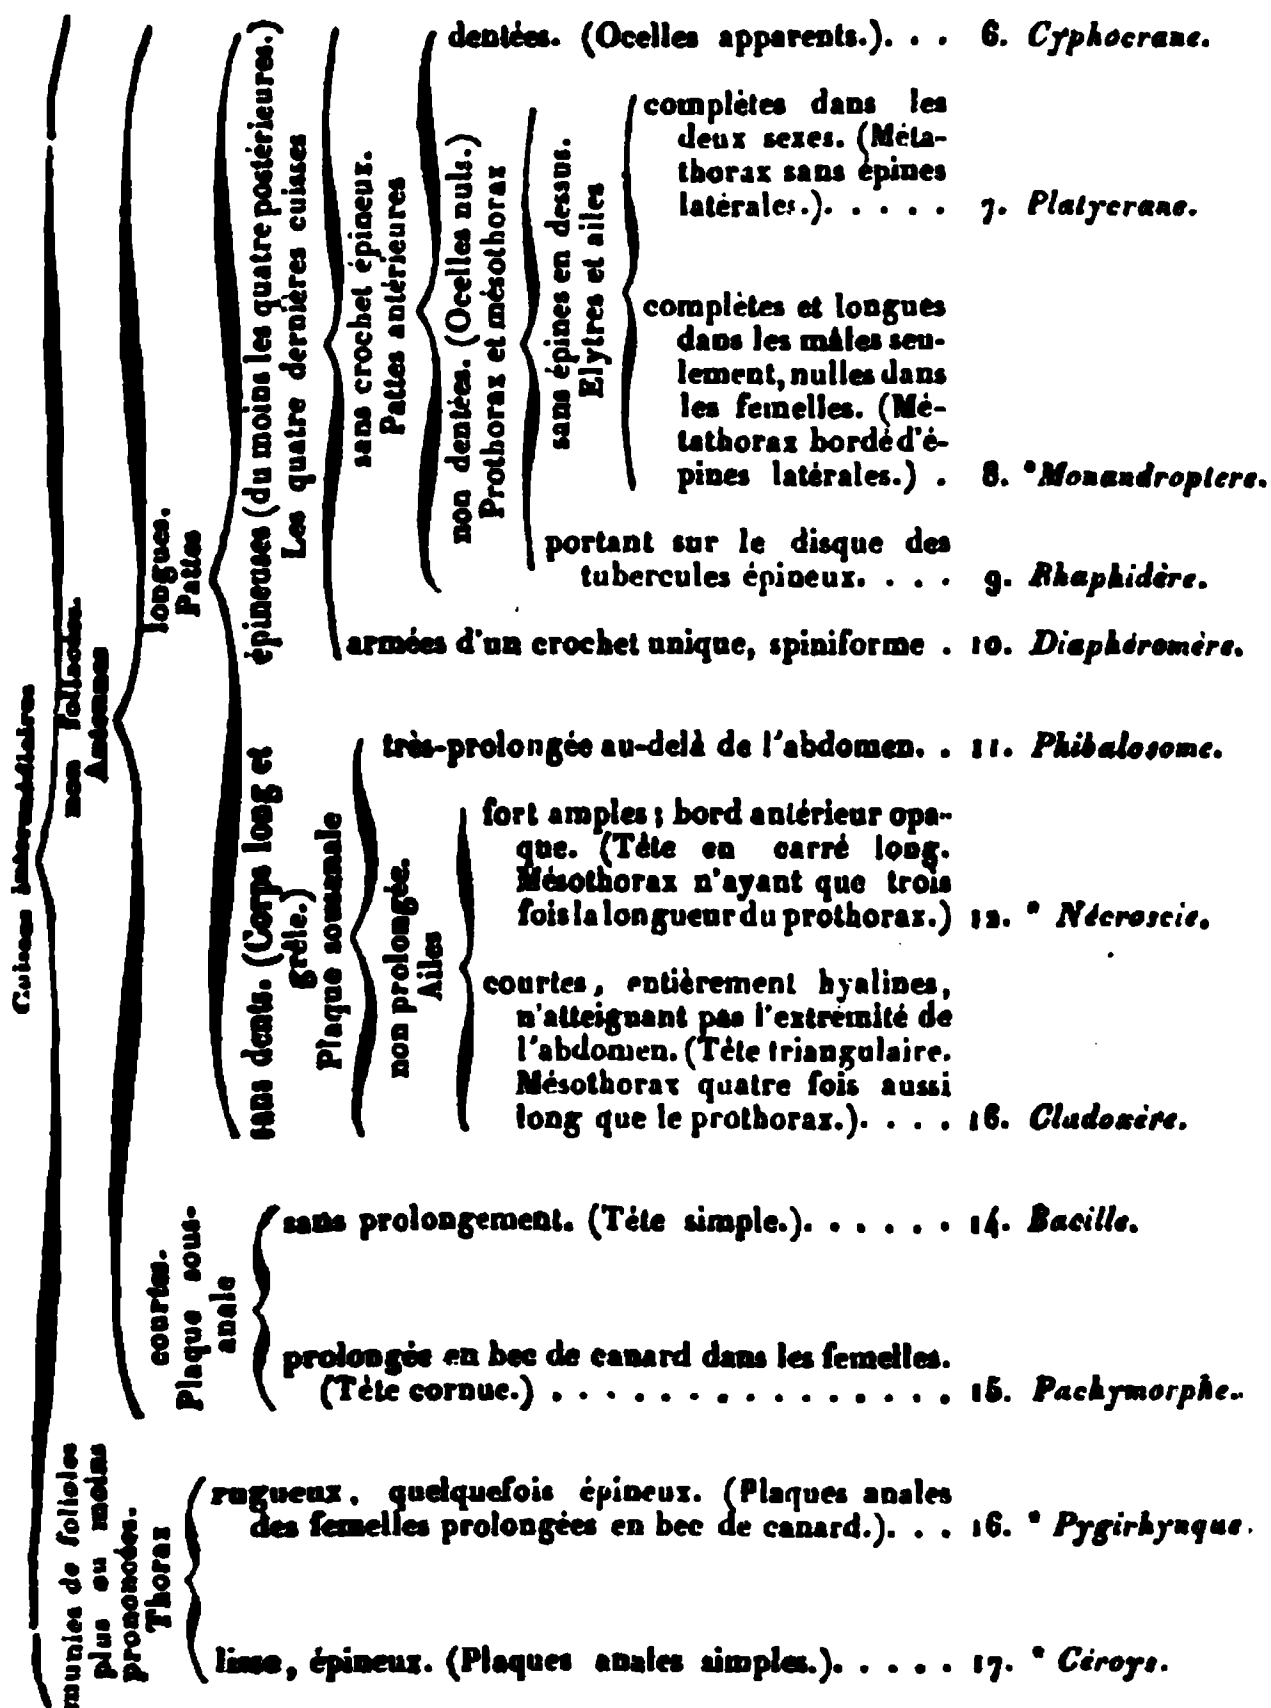 Cuisses intermédiaires
non foliacées.
Antennes
longues.
Pattes
épineuses (du moins les quatre postérieures.)
Les quatre dernières cuisses
sans crochet épineux.
Pattes antérieures
dentées. (Ocelles apparents.). . . 6. Cyphocrane.
non dentées. (Ocelles nuls.)
Prothorax et mésothorax
sans épines en dessus.
Elytres et ailes
complètes dans les
deux sexes. (Méta-
thorax sans épines
latérales.). . . . . 7. Platycrane.
complètes et longues
dans les mâles seu-
lement, nulles dans
les femelles. (Mé-
tathorax bordé d'é-
pines latérales.) . 8. *Monandroptere.
portant sur le disque des
tubercules épineux. . . . 9. Rhaphidère.
armées d'un crochet unique, spiniforme . 10. Diaphéromère.
sans dents. (Corps long et
grêle.)
Plaque sousanale
très-prolongée au-delà de l'abdomen. . 11. Phibalosome.
non prolongée.
Ailes
fort amples ; bord antérieur opa-
que. (Tête en carré long.
Mésothorax n'ayant que trois
fois la longueur du prothorax.) 12. * Nécroscie.
courtes, entièrement hyalines,
n'atteignant pas l'extrémité de
l'abdomen. (Tête triangulaire.
Mésothorax quatre fois aussi
long que le prothorax.). . . . 13. Cladoxère.
courtes.
Plaque sous-
anale
sans prolongement. (Tête simple.). . . . . . 14. Bacille.
prolongée en bec de canard dans les femelles.
(Tête cornue.) . . . . . . . . . . . . . . . 15. Pachymorphe.
munies de folioles
plus ou moins
prononcées.
Thorax
rugueux, quelquefois épineux. (Plaques anales
des femelles prolongées en bec de canard.). . . 16. * Pygirhynque.
lisse, épineux. (Plaques anales simples.). . . . . 17. * Céroys.